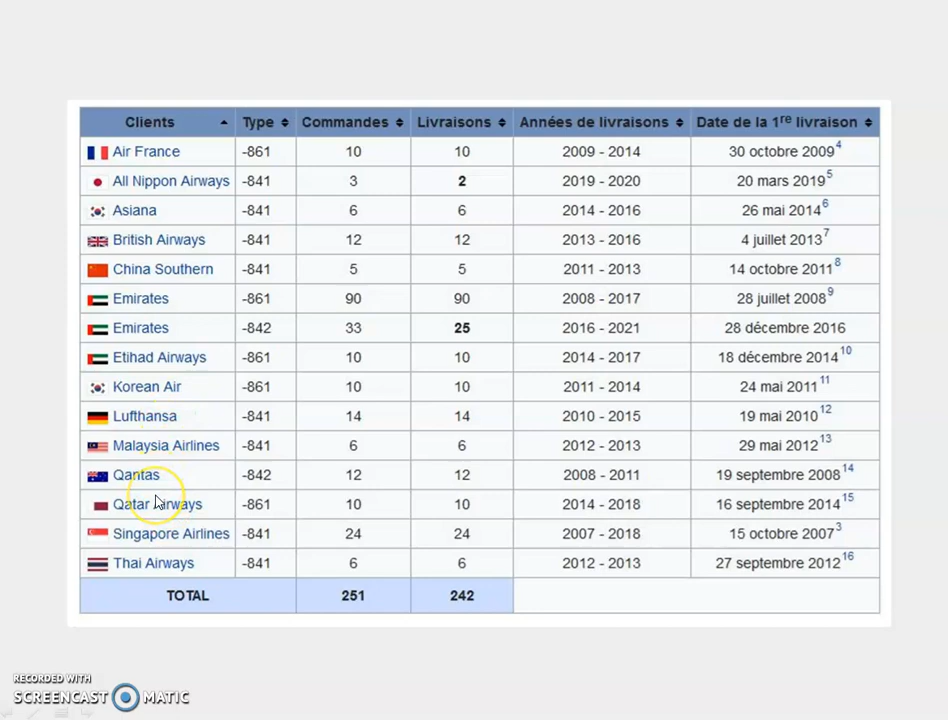 Clients Type Commandes Livraisons Années de livraisons Date de la 1re livraison
Air France -861 10 10 2009 - 2014 30 octobre 2009 4
All Nippon Airways -841 3 2 2019 - 2020 20 mars 2019 5
Asiana -841 6 6 2014 - 2016 26 mai 2014 6
British Airways -841 12 12 2013 - 2016 4 juillet 2013 7
China Southern -841 5 5 2011 - 2013 14 octobre 2011 8
Emirates -861 90 90 2008 - 2017 28 juillet 2008 9
Emirates -842 33 25 2016 - 2021 28 décembre 2016
Etihad Airways -861 10 10 2014 - 2017 18 décembre 2014 10
Korean Air -861 10 10 2011 - 2014 24 mai 2011 11
Lufthansa -841 14 14 2010 - 2015 19 mai 2010 12
Malaysia Airlines -841 6 6 2012 - 2013 29 mai 2012 13
Qantas -842 12 12 2008 - 2011 19 septembre 2008 14
Qatar Airways -861 10 10 2014 - 2018 16 septembre 2014 15
Singapore Airlines -841 24 24 2007 - 2018 15 octobre 2007 3
Thai Airways -841 6 6 2012 - 2013 27 septembre 2012 16
TOTAL 251 242
RECORDED WITH
SCREENCAST MATIC